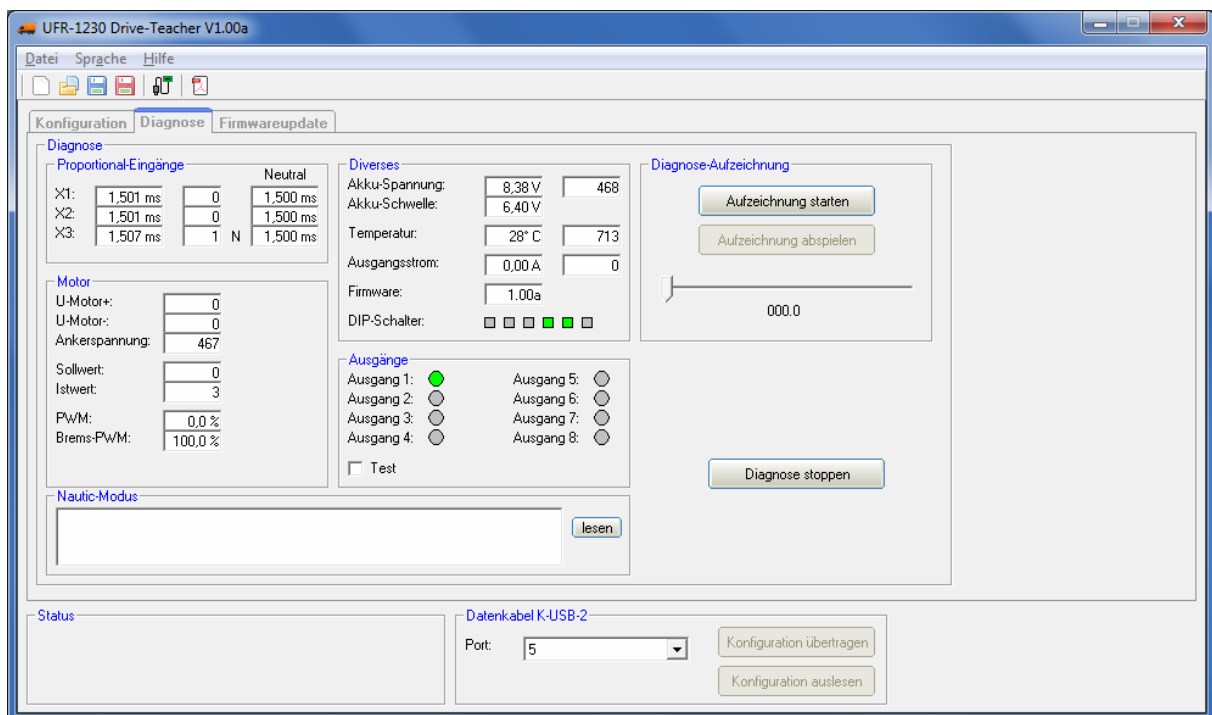 UFR-1230 Drive-Teacher V1.00a
Datei Sprache Hilfe
Konfiguration Diagnose Firmwareupdate
Diagnose
Proportional-Eingänge
Neutral
X1: 1,501 ms 0 1,500 ms
X2: 1,501 ms 0 1,500 ms
X3: 1,507 ms 1 N 1,500 ms
Motor
U-Motor+: 0
U-Motor-: 0
Ankerspannung: 467
Sollwert: 0
Istwert: 3
PWM: 0,0 %
Brems-PWM: 100,0 %
Diverses
Akku-Spannung: 8,38 V 468
Akku-Schwelle: 6,40 V
Temperatur: 28° C 713
Ausgangsstrom: 0,00 A 0
Firmware: 1.00a
DIP-Schalter:
Ausgänge
Ausgang 1: Ausgang 5:
Ausgang 2: Ausgang 6:
Ausgang 3: Ausgang 7:
Ausgang 4: Ausgang 8:
Test
Diagnose-Aufzeichnung
Aufzeichnung starten
Aufzeichnung abspielen
000.0
Diagnose stoppen
Nautic-Modus
lesen
Status
Datenkabel K-USB-2
Port: 5
Konfiguration übertragen
Konfiguration auslesen